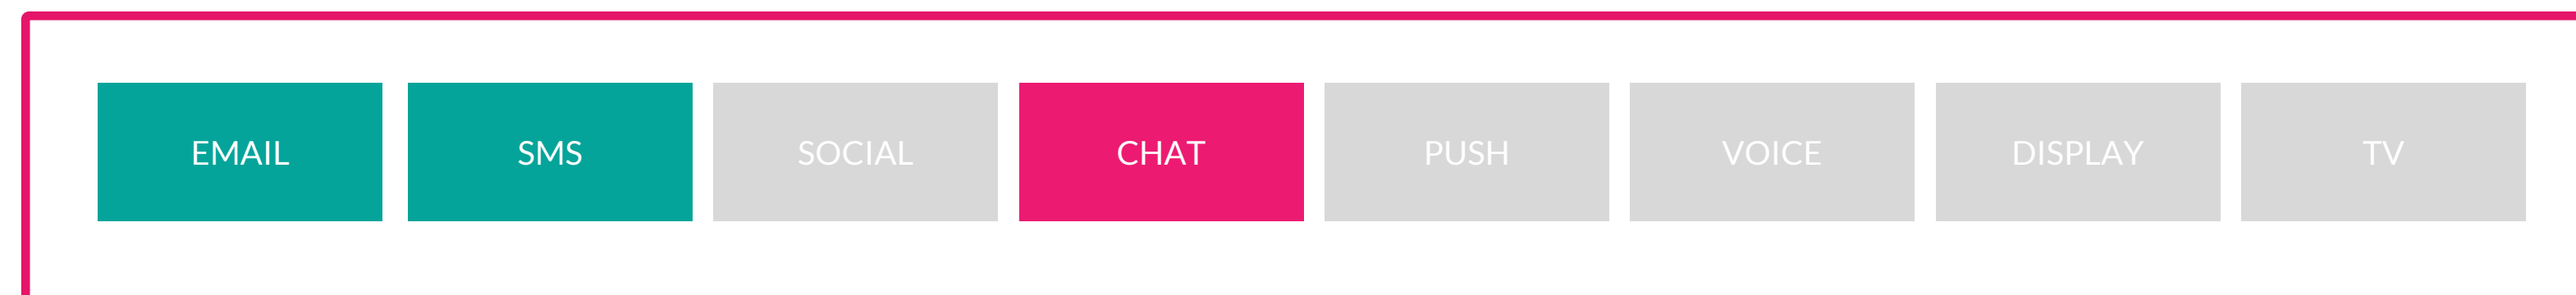 EMAIL SMS SOCIAL CHAT PUSH VOICE DISPLAY TV